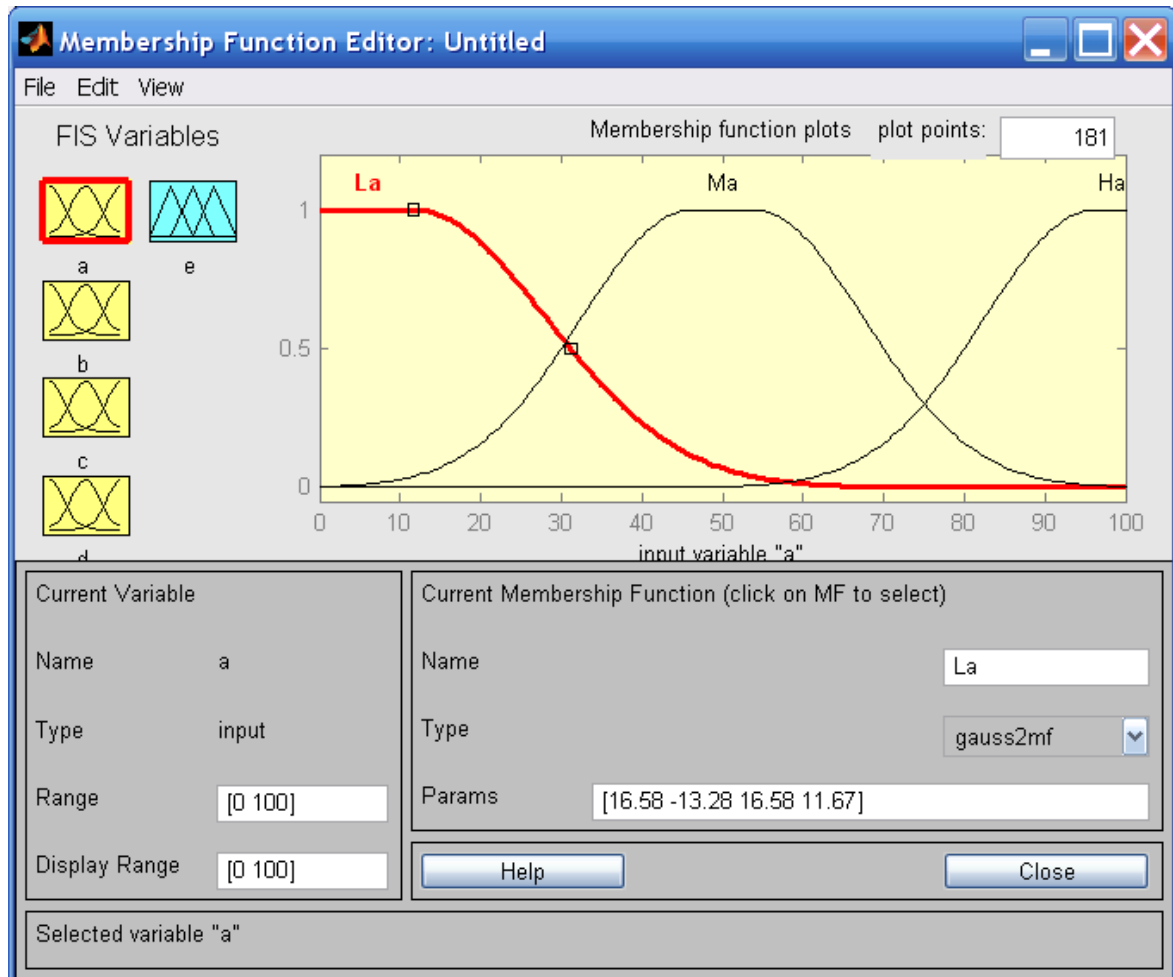 Membership Function Editor: Untitled
File Edit View
FIS Variables
Membership function plots plot points: 181
La Ma Ha
a e
b
c
d
1
0.5
0
0 10 20 30 40 50 60 70 80 90 100
input variable "a"
Current Variable
Name a
Type input
Range [0 100]
Display Range [0 100]
Current Membership Function (click on MF to select)
Name La
Type gauss2mf
Params [16.58 -13.28 16.58 11.67]
Help Close
Selected variable "a"